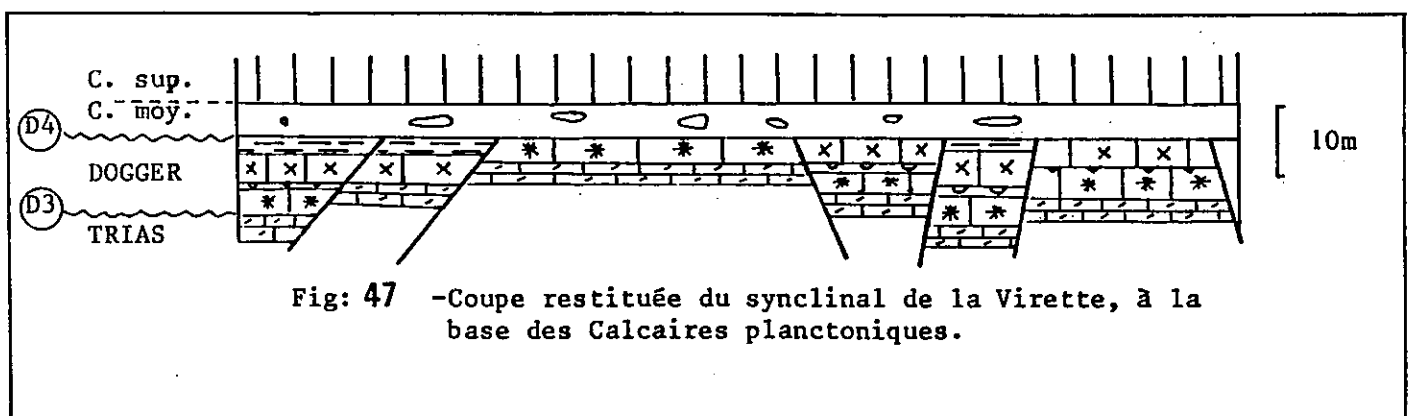 C. sup.
C. moy.
D4
DOGGER
D3
TRIAS
10m
Fig: 47 -Coupe restituée du synclinal de la Virette, à la
base des Calcaires planctoniques.